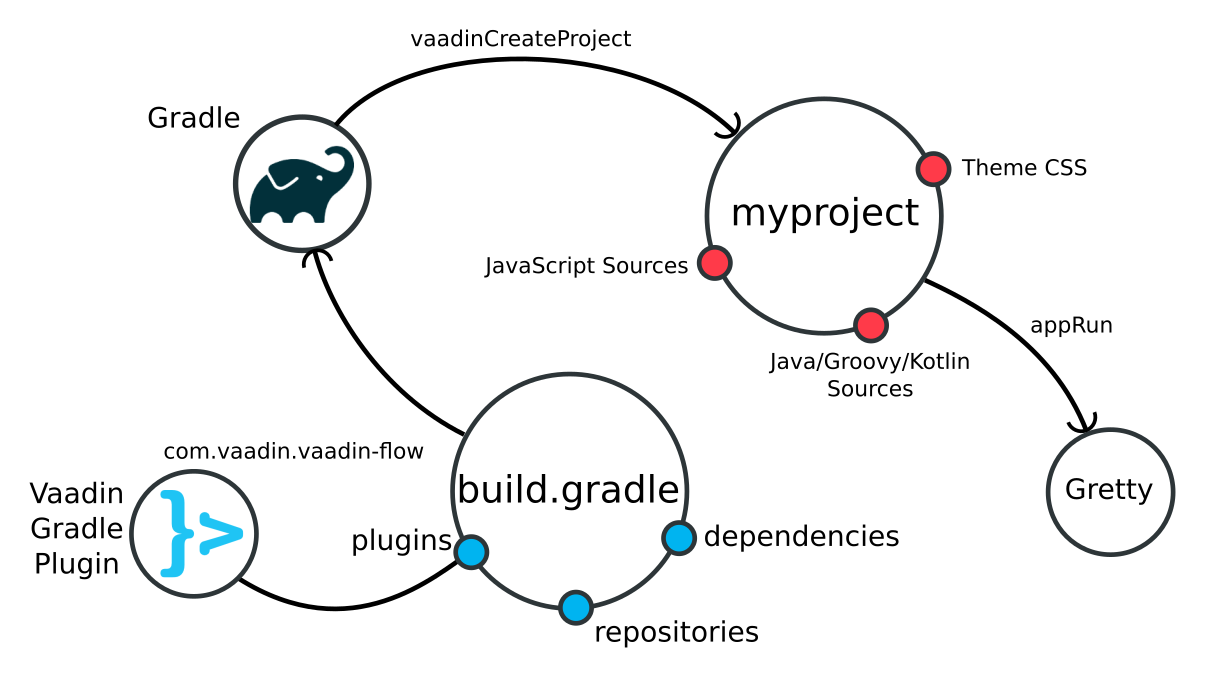 vaadinCreateProject
Gradle
Theme CSS
myproject
JavaScript Sources
appRun
Java/Groovy/Kotlin
Sources
com.vaadin.vaadin-flow
Vaadin
Gradle
Plugin
build.gradle
Gretty
plugins
dependencies
repositories